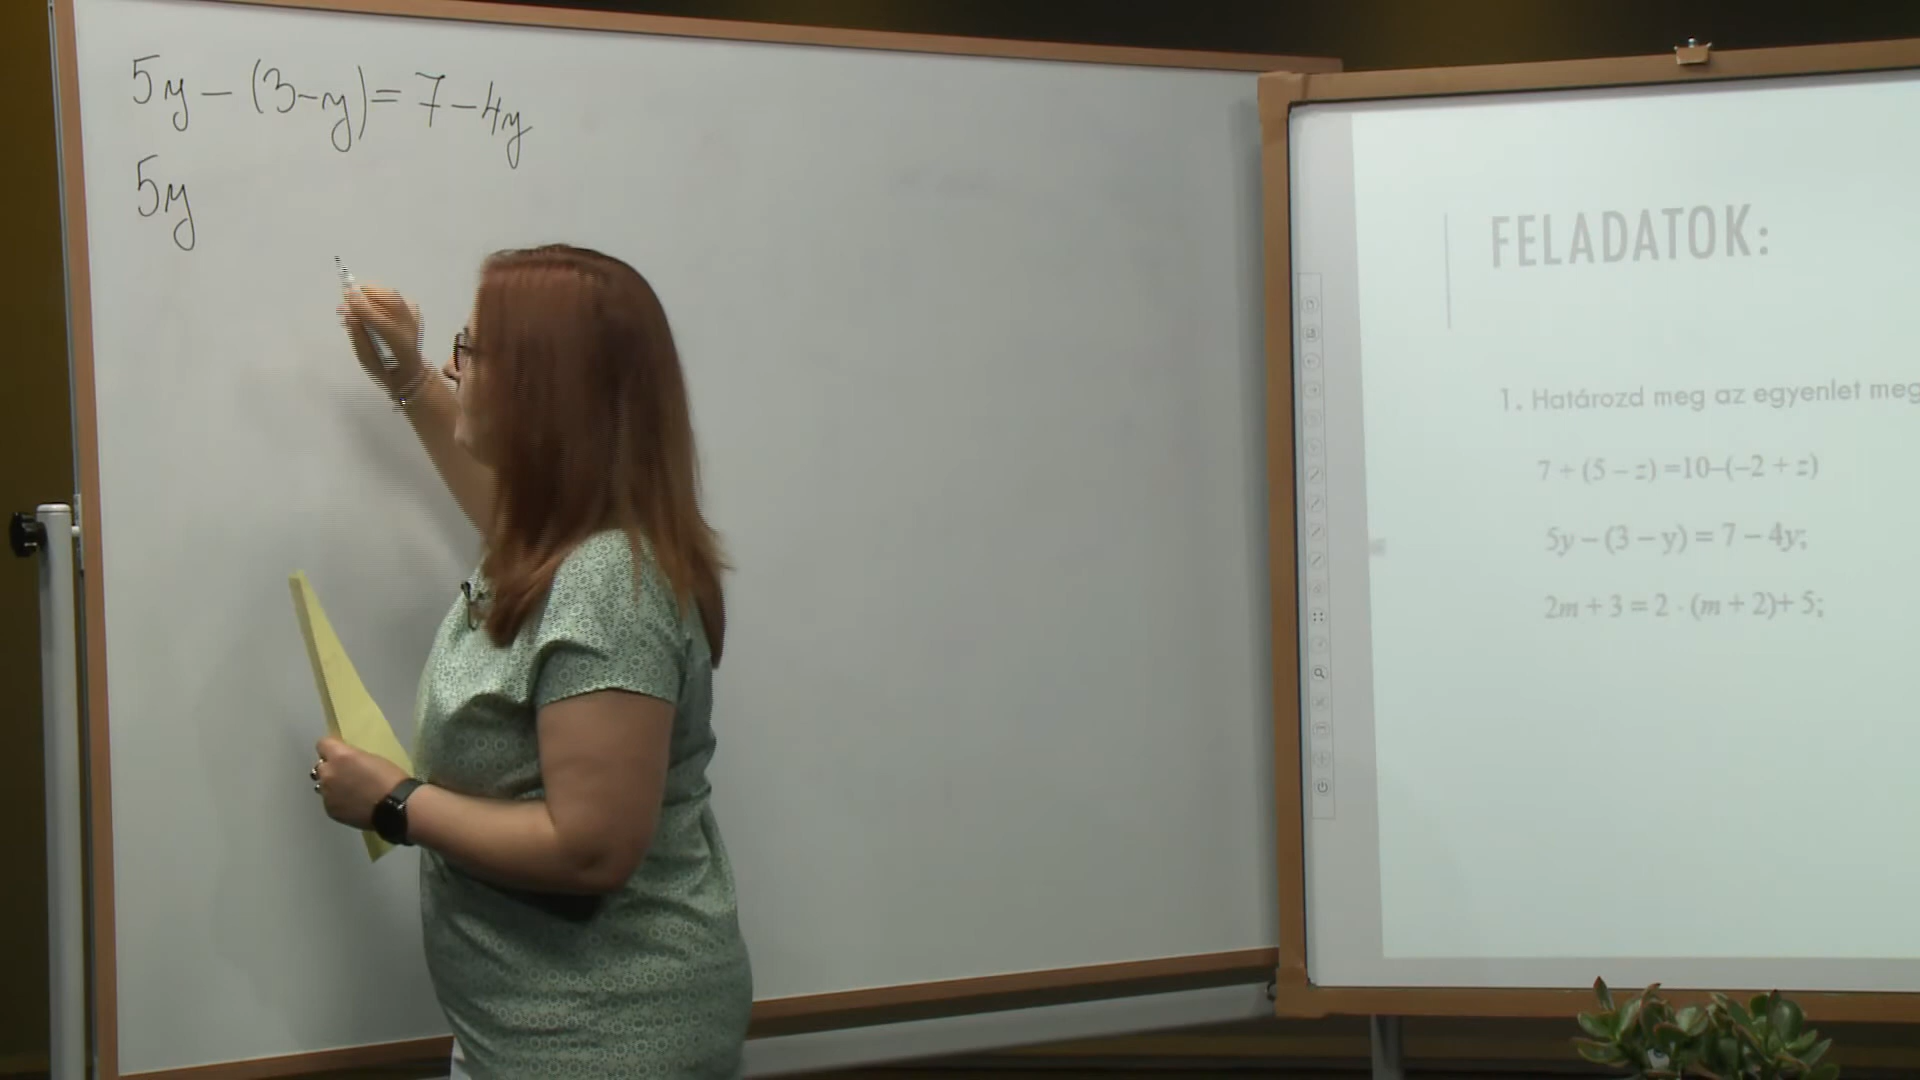 5y - (3-y) = 7 - 4y
5y
FELADATOK:
1. Határozd meg az egyenlet meg
7 + (5 – z) =10–(–2 + z)
5y – (3 – y) = 7 – 4y;
2m + 3 = 2 · (m + 2)+ 5;